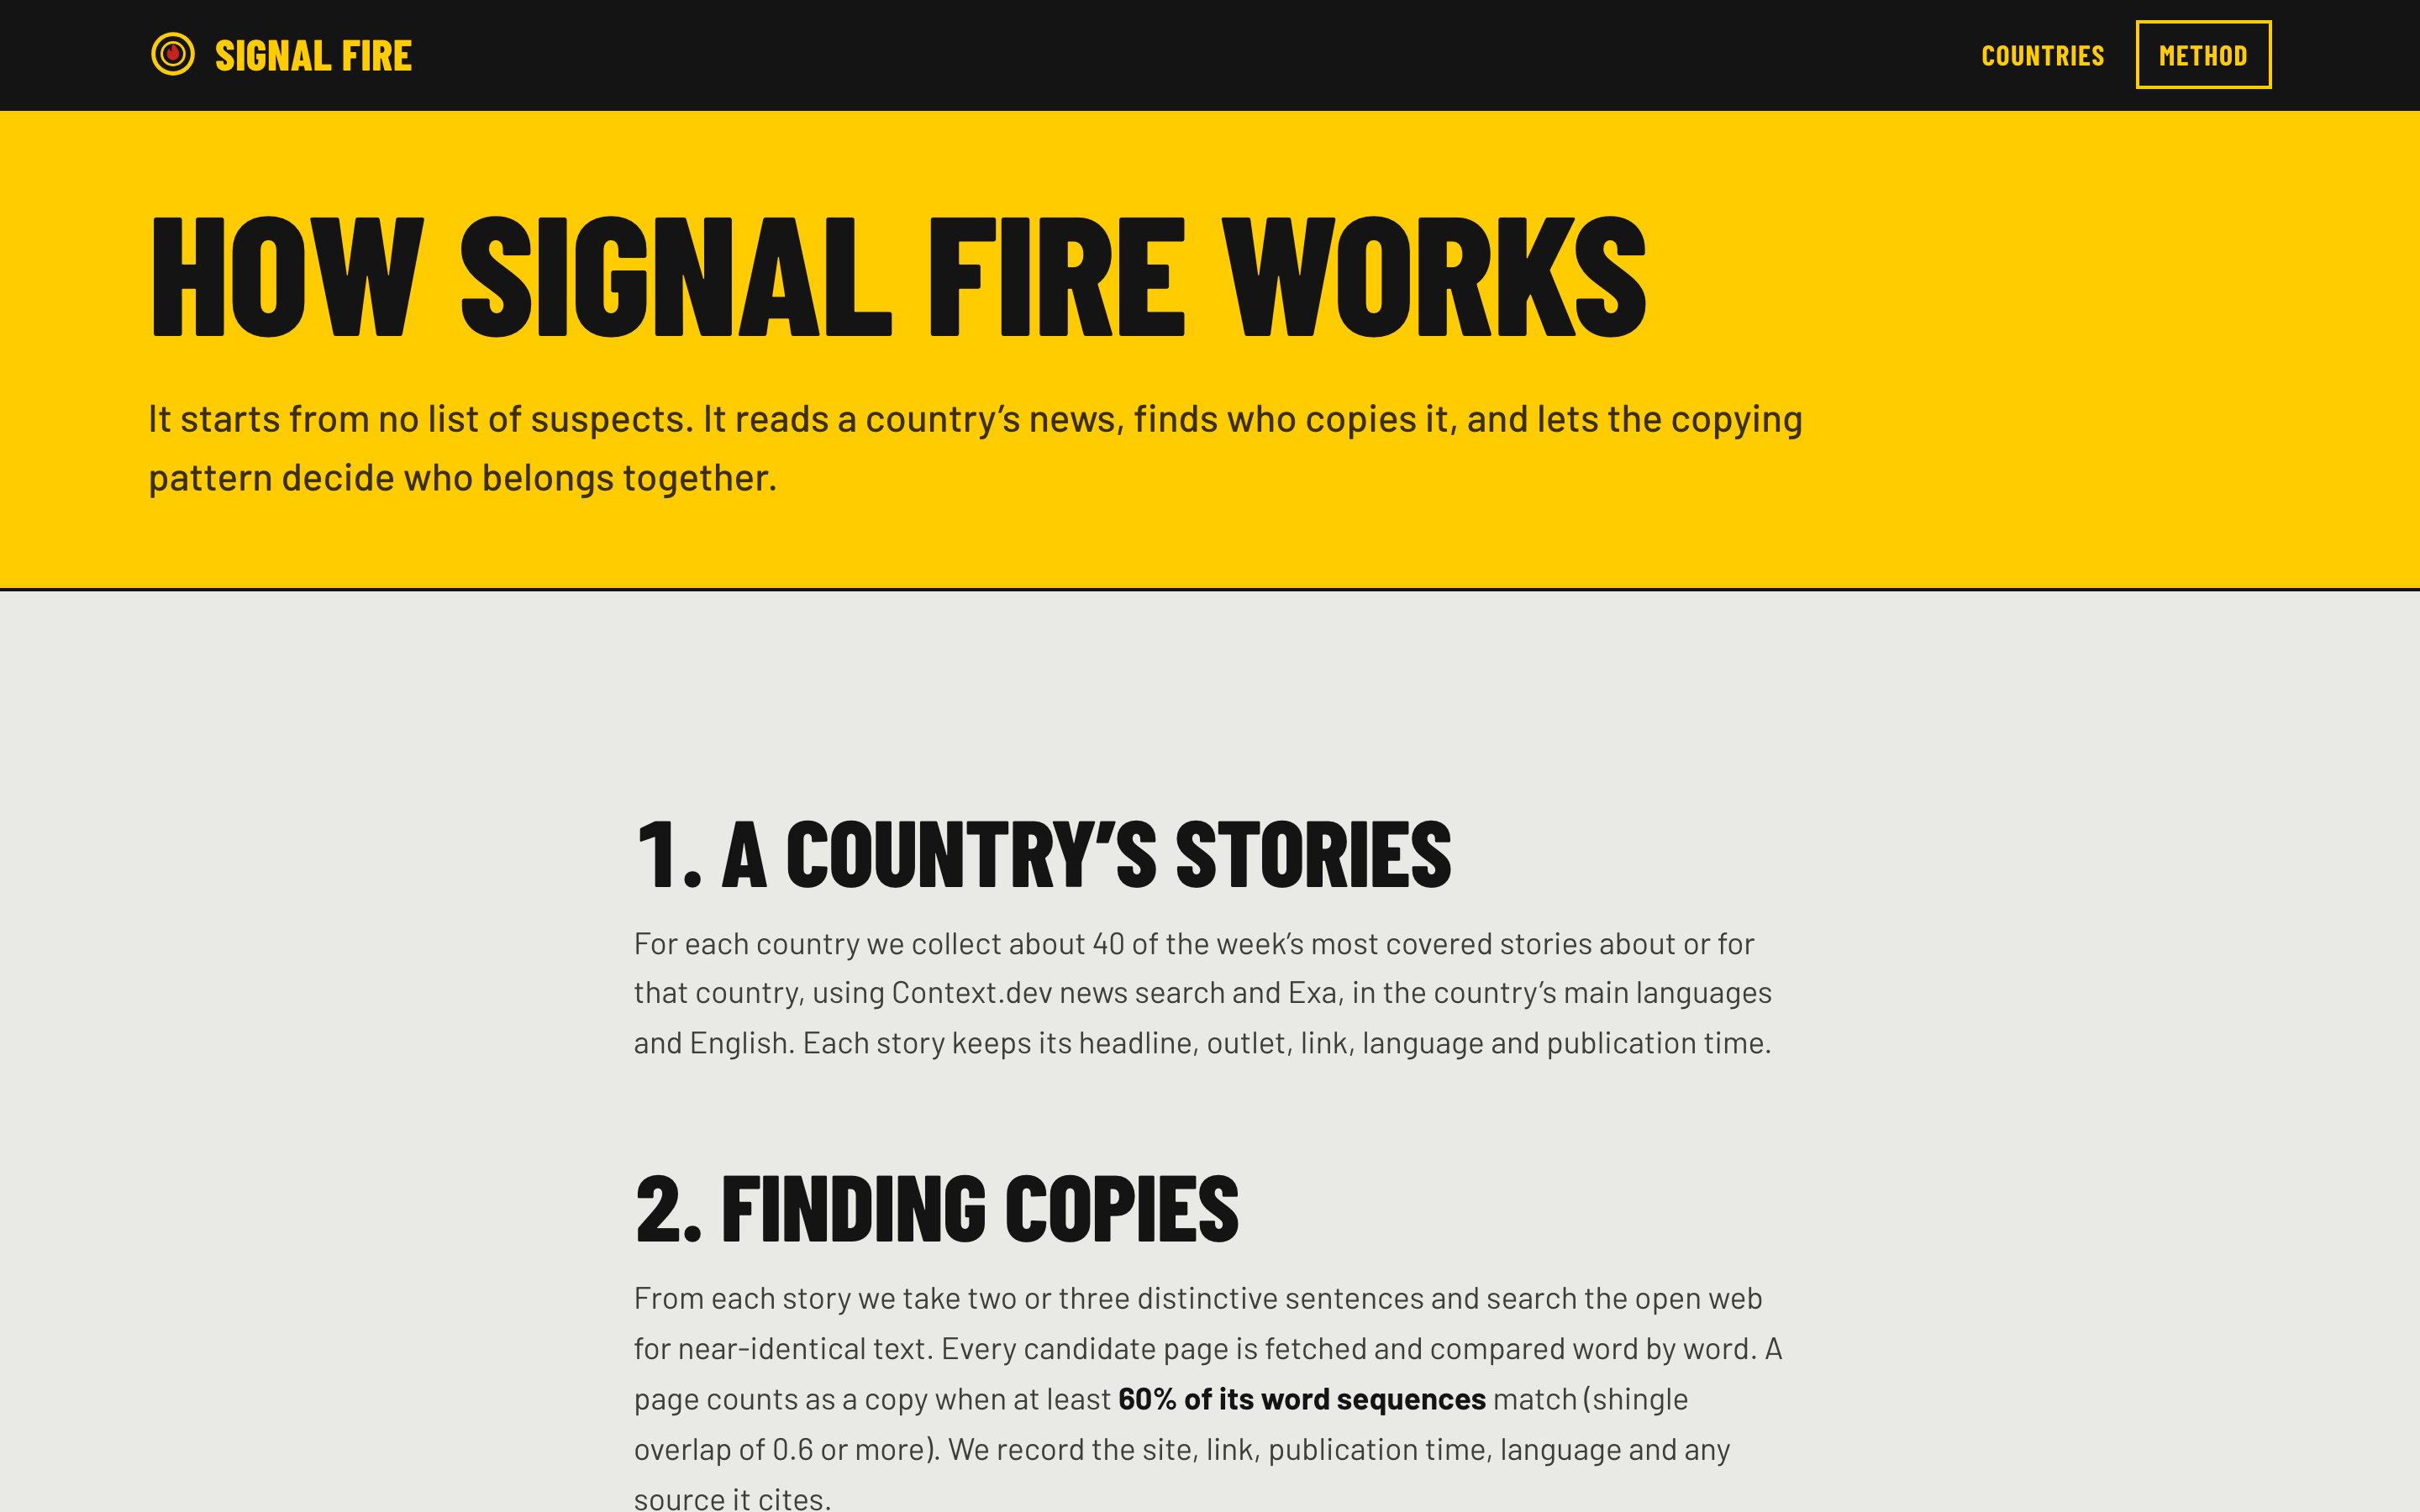 SIGNAL FIRE
COUNTRIES
METHOD
HOW SIGNAL FIRE WORKS
It starts from no list of suspects. It reads a country’s news, finds who copies it, and lets the copying
pattern decide who belongs together.
1. A COUNTRY’S STORIES
For each country we collect about 40 of the week’s most covered stories about or for
that country, using Context.dev news search and Exa, in the country’s main languages
and English. Each story keeps its headline, outlet, link, language and publication time.
2. FINDING COPIES
From each story we take two or three distinctive sentences and search the open web
for near-identical text. Every candidate page is fetched and compared word by word. A
page counts as a copy when at least 60% of its word sequences match (shingle
overlap of 0.6 or more). We record the site, link, publication time, language and any
source it cites.